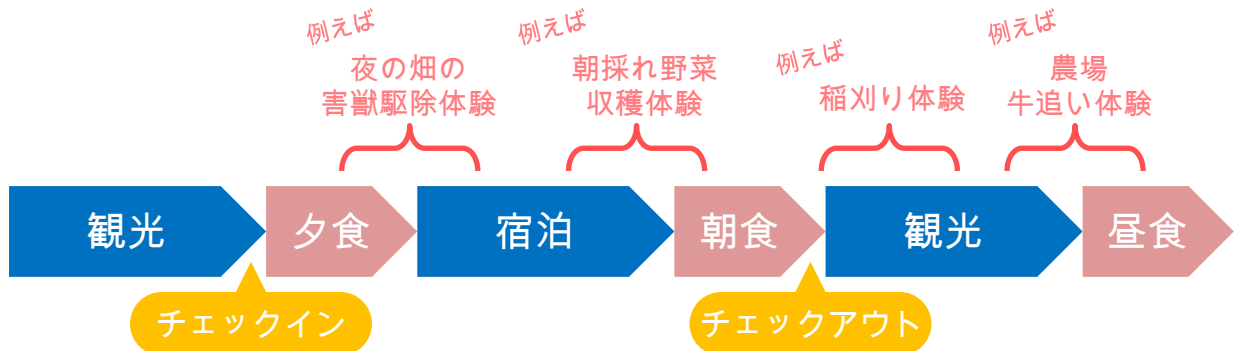 例えば
夜の畑の
害獣駆除体験
例えば
朝採れ野菜
収穫体験
例えば
稲刈り体験
例えば
農場
牛追い体験
観光
夕食
宿泊
朝食
観光
昼食
チェックイン
チェックアウト